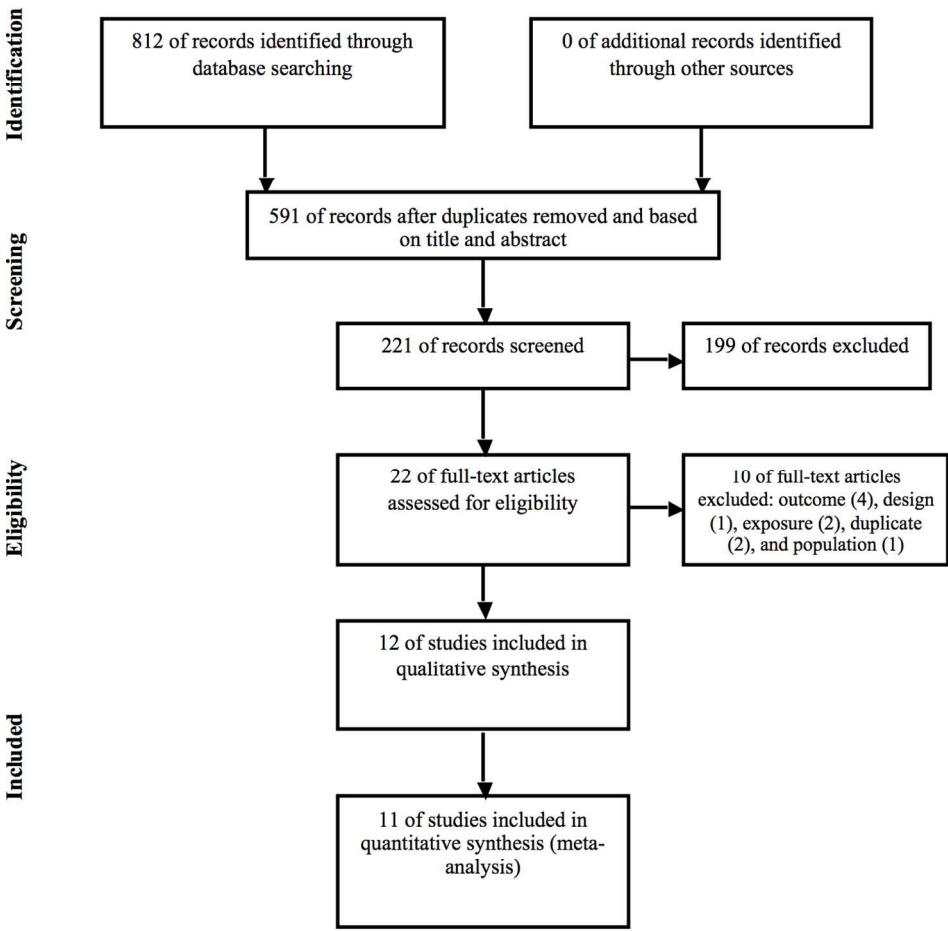 Identification
812 of records identified through
database searching
0 of additional records identified
through other sources
Screening
591 of records after duplicates removed and based
on title and abstract
221 of records screened
199 of records excluded
Eligibility
22 of full-text articles
assessed for eligibility
10 of full-text articles
excluded: outcome (4), design
(1), exposure (2), duplicate
(2), and population (1)
Included
12 of studies included in
qualitative synthesis
11 of studies included in
quantitative synthesis (meta-
analysis)